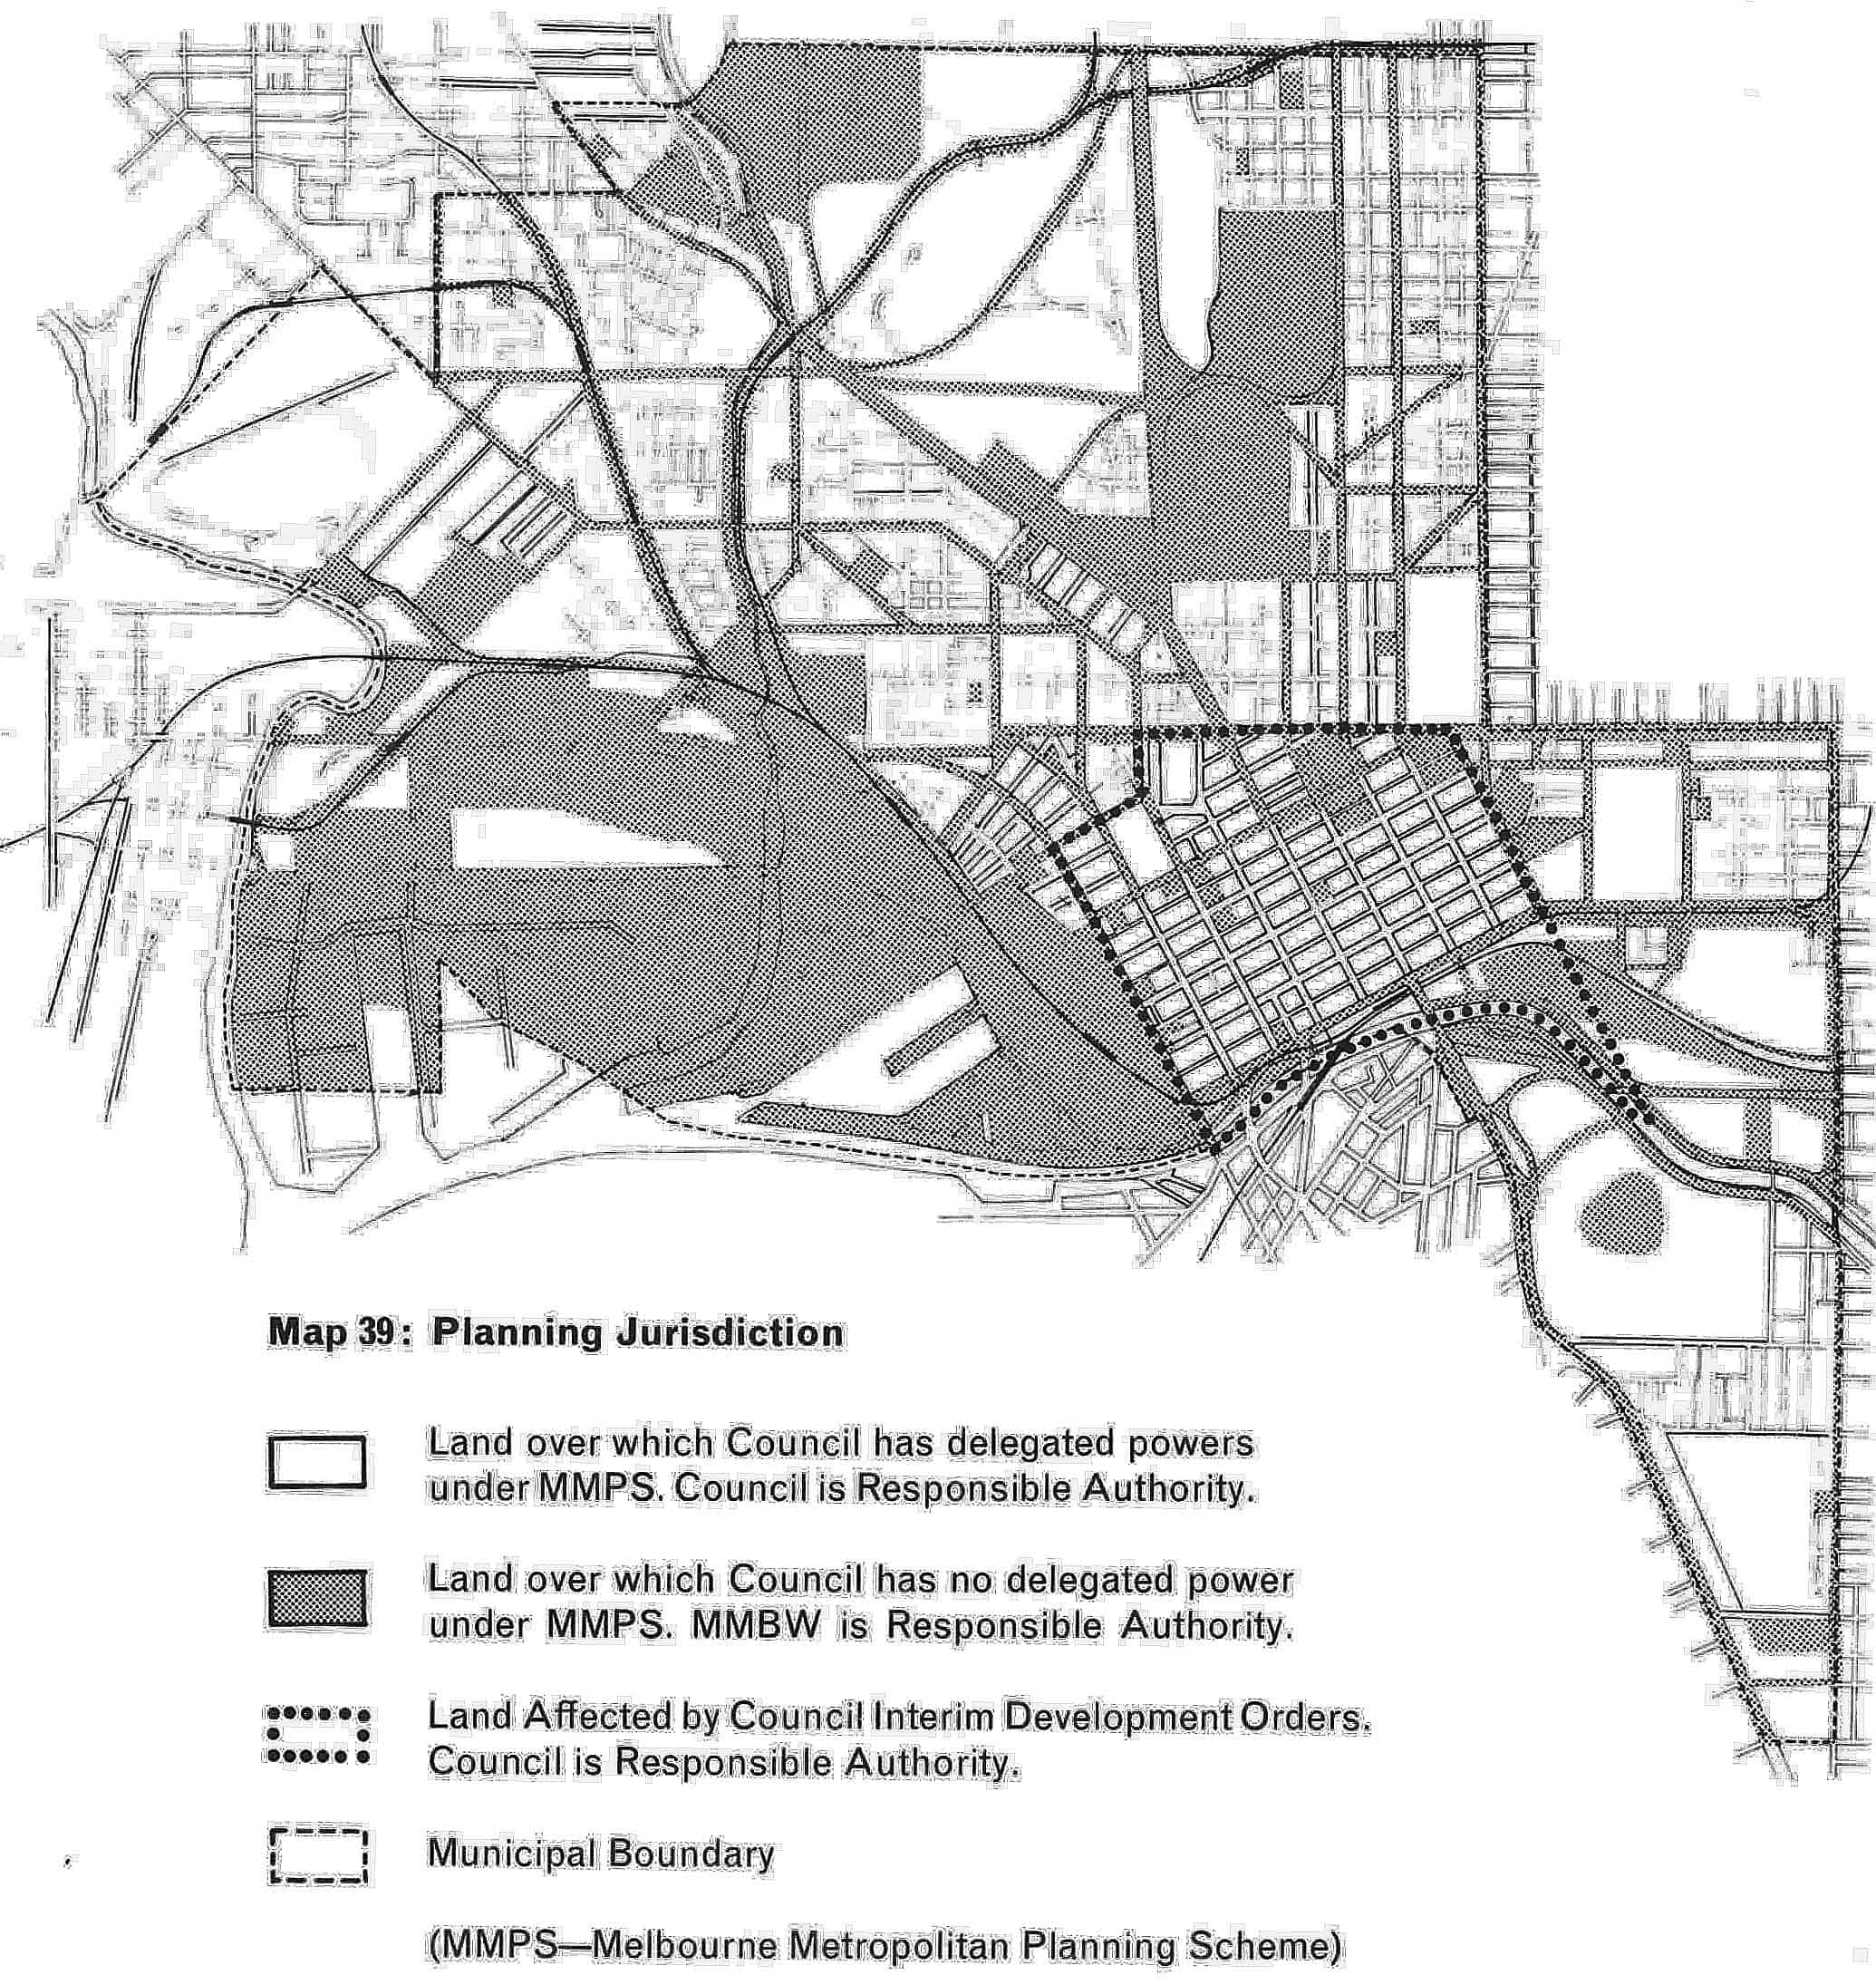 Map 39: Planning Jurisdiction
Land over which Council has delegated powers
under MMPS. Council is Responsible Authority.
Land over which Council has no delegated power
under MMPS. MMBW is Responsible Authority.
Land Affected by Council Interim Development Orders.
Council is Responsible Authority.
Municipal Boundary
(MMPS—Melbourne Metropolitan Planning Scheme)